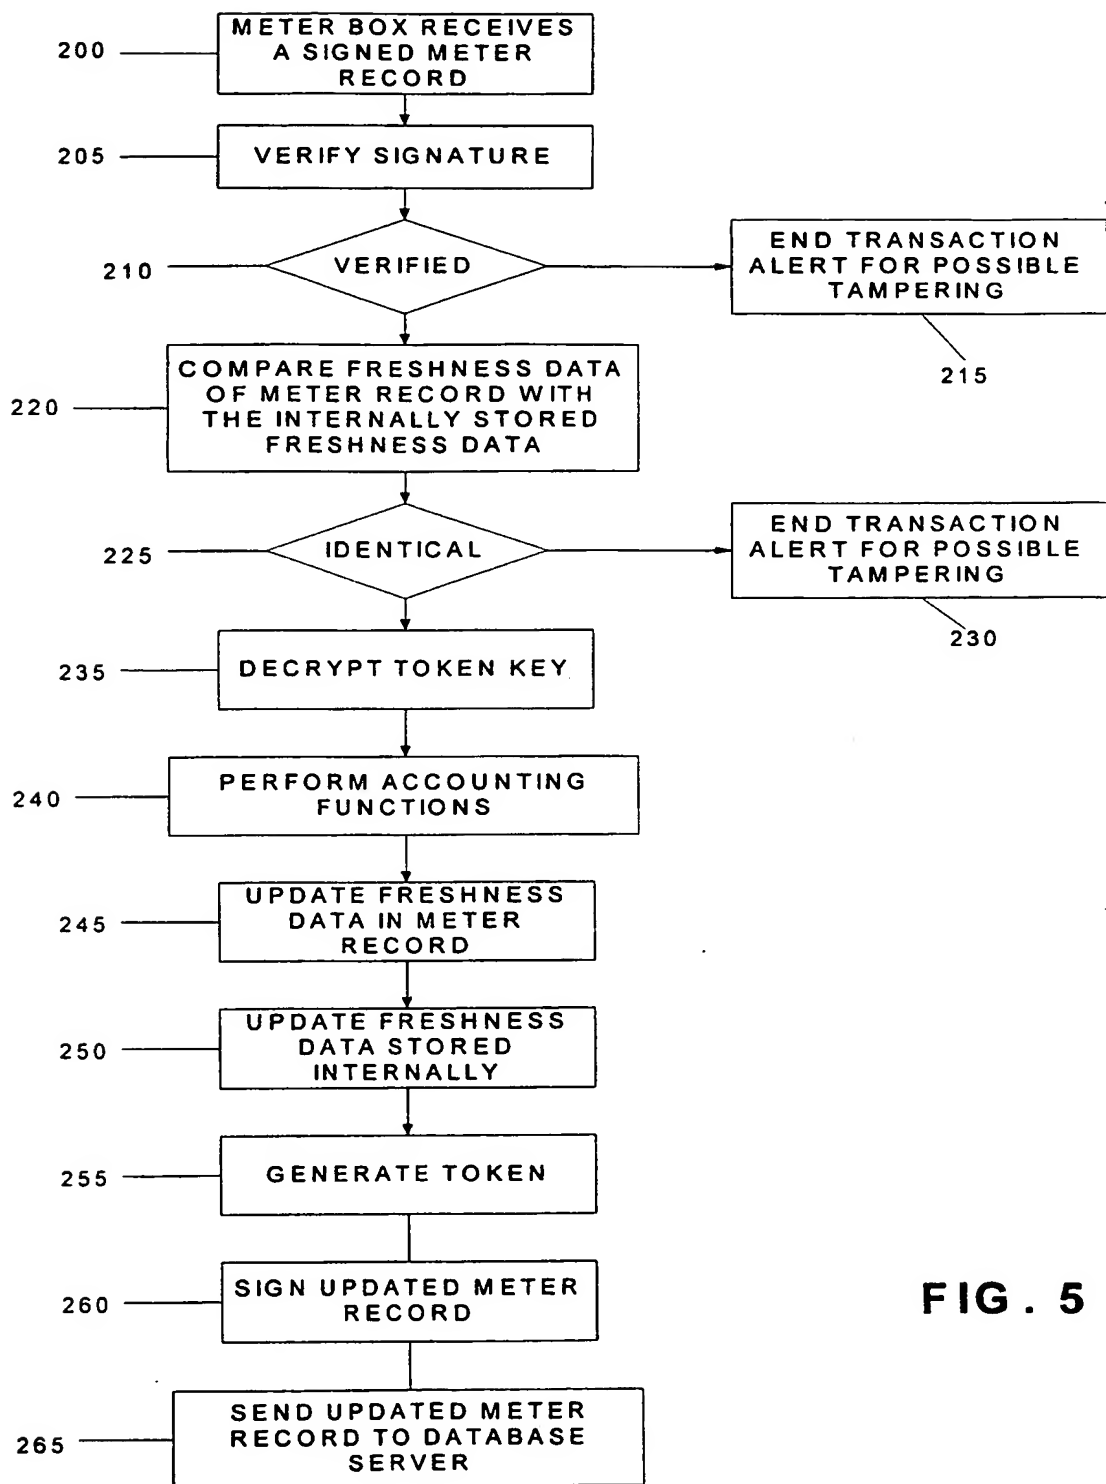 200
METER BOX RECEIVES
A SIGNED METER
RECORD
205
VERIFY SIGNATURE
210
VERIFIED
END TRANSACTION
ALERT FOR POSSIBLE
TAMPERING
215
220
COMPARE FRESHNESS DATA
OF METER RECORD WITH
THE INTERNALLY STORED
FRESHNESS DATA
225
IDENTICAL
END TRANSACTION
ALERT FOR POSSIBLE
TAMPERING
230
235
DECRYPT TOKEN KEY
240
PERFORM ACCOUNTING
FUNCTIONS
245
UPDATE FRESHNESS
DATA IN METER
RECORD
250
UPDATE FRESHNESS
DATA STORED
INTERNALLY
255
GENERATE TOKEN
260
SIGN UPDATED METER
RECORD
FIG. 5
265
SEND UPDATED METER
RECORD TO DATABASE
SERVER